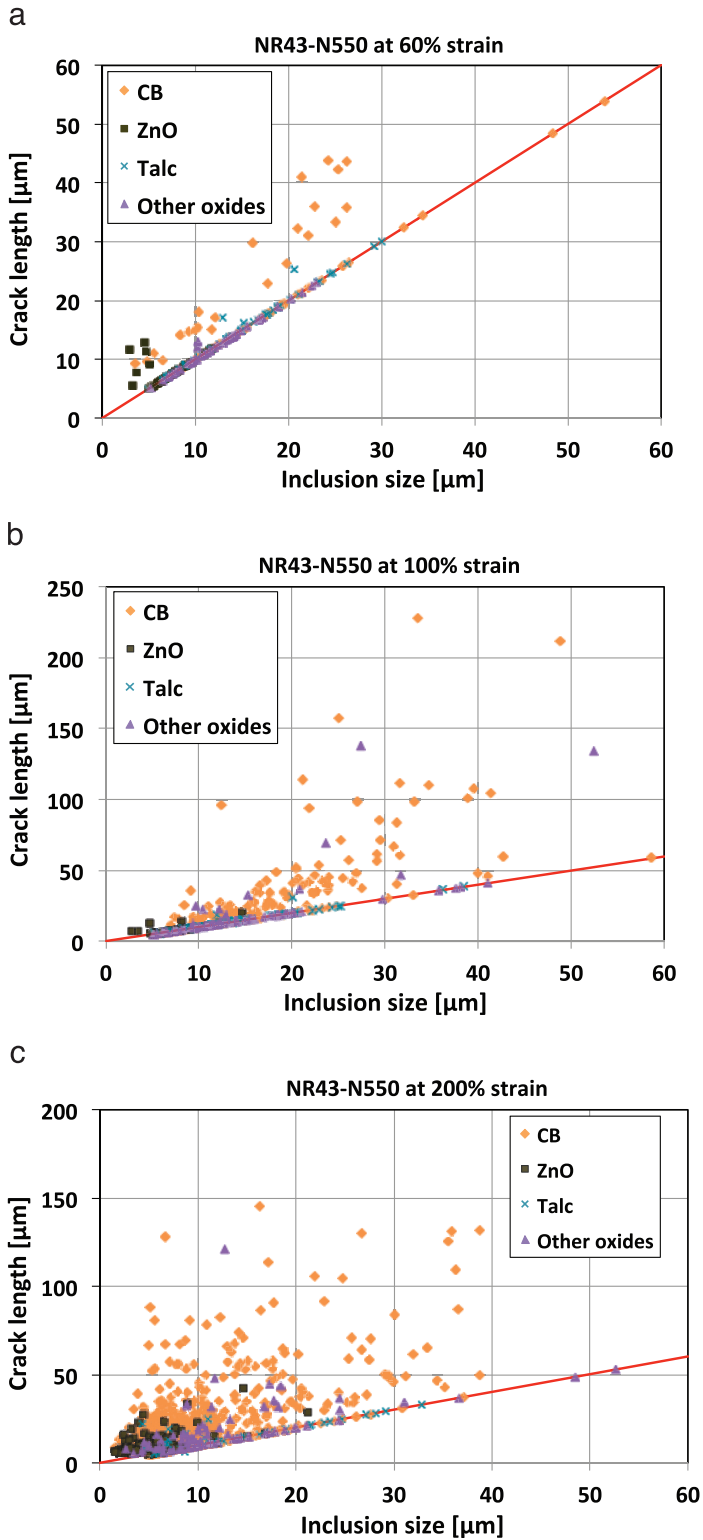 a
NR43-N550 at 60% strain
60
50
40
30
20
10
0
Crack length [µm]
CB
ZnO
Talc
Other oxides
0 10 20 30 40 50 60
Inclusion size [µm]
b
NR43-N550 at 100% strain
250
200
150
100
50
0
Crack length [µm]
CB
ZnO
Talc
Other oxides
0 10 20 30 40 50 60
Inclusion size [µm]
c
NR43-N550 at 200% strain
200
150
100
50
0
Crack length [µm]
CB
ZnO
Talc
Other oxides
0 10 20 30 40 50 60
Inclusion size [µm]